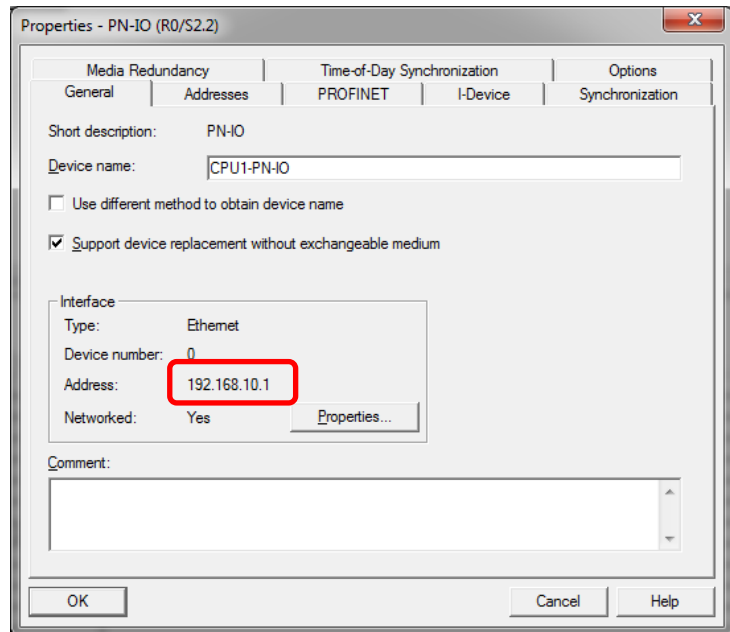 Properties - PN-IO (R0/S2.2)
Media Redundancy Time-of-Day Synchronization Options
General Addresses PROFINET I-Device Synchronization
Short description: PN-IO
Device name: CPU1-PN-IO
Use different method to obtain device name
Support device replacement without exchangeable medium
Interface
Type: Ethernet
Device number: 0
Address: 192.168.10.1
Networked: Yes Properties...
Comment:
OK Cancel Help